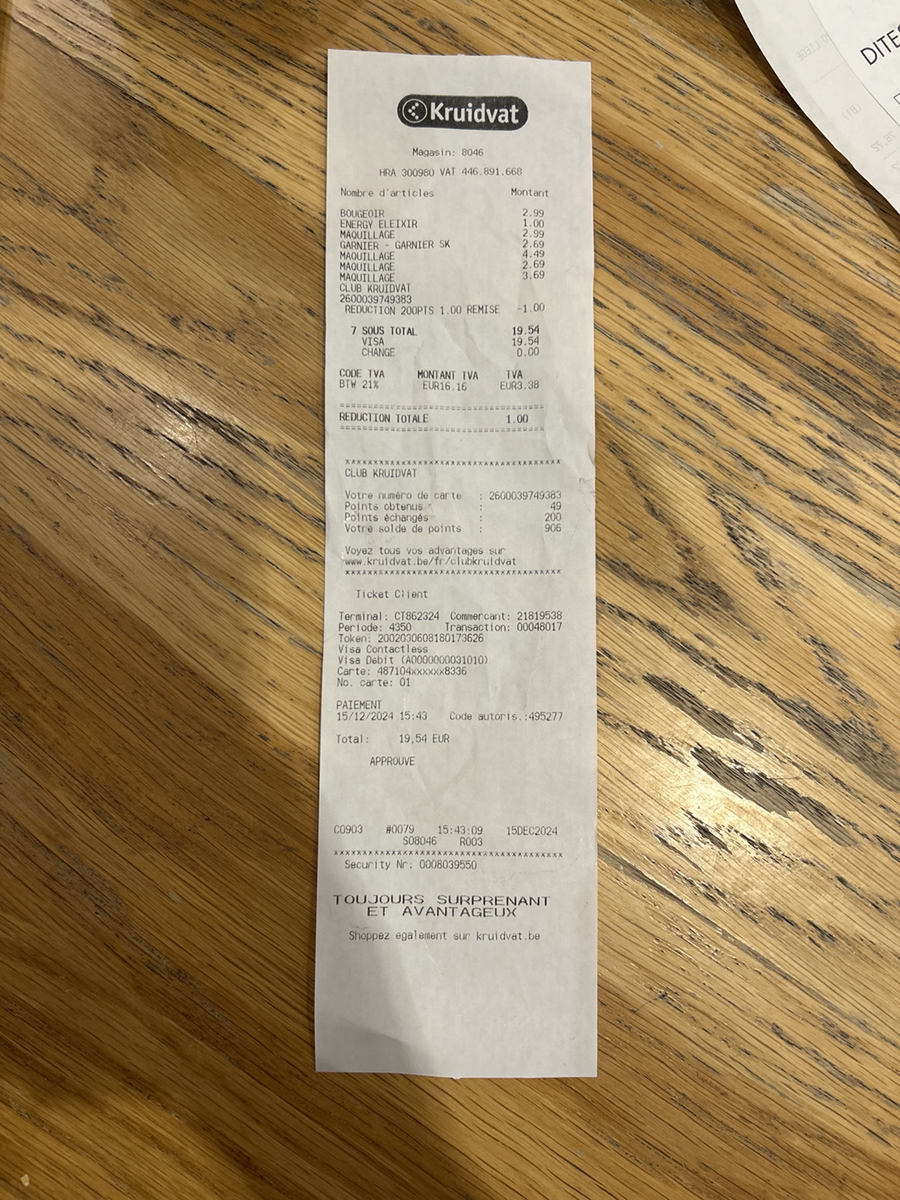 Kruidvat
Magasin: 8046
HRA 300980 VAT 446.891.668
Nombre d'articles Montant
BOUGEOIR 2.99
ENERGY ELEIXIR 1.00
MAQUILLAGE 2.99
GARNIER - GARNIER SK 2.69
MAQUILLAGE 4.49
MAQUILLAGE 2.69
MAQUILLAGE 3.69
CLUB KRUIDVAT
2600039749383
REDUCTION 200PTS 1.00 REMISE -1.00
7 SOUS TOTAL 19.54
VISA 19.54
CHANGE 0.00
CODE TVA MONTANT TVA TVA
BTW 21% EUR16.16 EUR3.38
==============================
REDUCTION TOTALE 1.00
==============================
xxxxxxxxxxxxxxxxxxxxxxxxxxxxxxxx
CLUB KRUIDVAT
Votre numéro de carte : 2600039749383
Points obtenus : 49
Points échangés : 200
Votre solde de points : 906
Voyez tous vos advantages sur
www.kruidvat.be/fr/clubkruidvat
xxxxxxxxxxxxxxxxxxxxxxxxxxxxxxxx
Ticket Client
Terminal: CT862324 Commercant: 21819538
Periode: 4350 Transaction: 00048017
Token: 2002030608180173626
Visa Contactless
Visa Debit (A0000000031010)
Carte: 487104xxxxxx8336
No. carte: 01
PAIEMENT
15/12/2024 15:43 Code autoris.:495277
Total: 19,54 EUR
APPROUVE
C0903 #0079 15:43:09 15DEC2024
S08046 R003
xxxxxxxxxxxxxxxxxxxxxxxxxxxxxxxxxx
Security Nr: 0008039550
TOUJOURS SURPRENANT
ET AVANTAGEUX
Shoppez egalement sur kruidvat.be
DITES